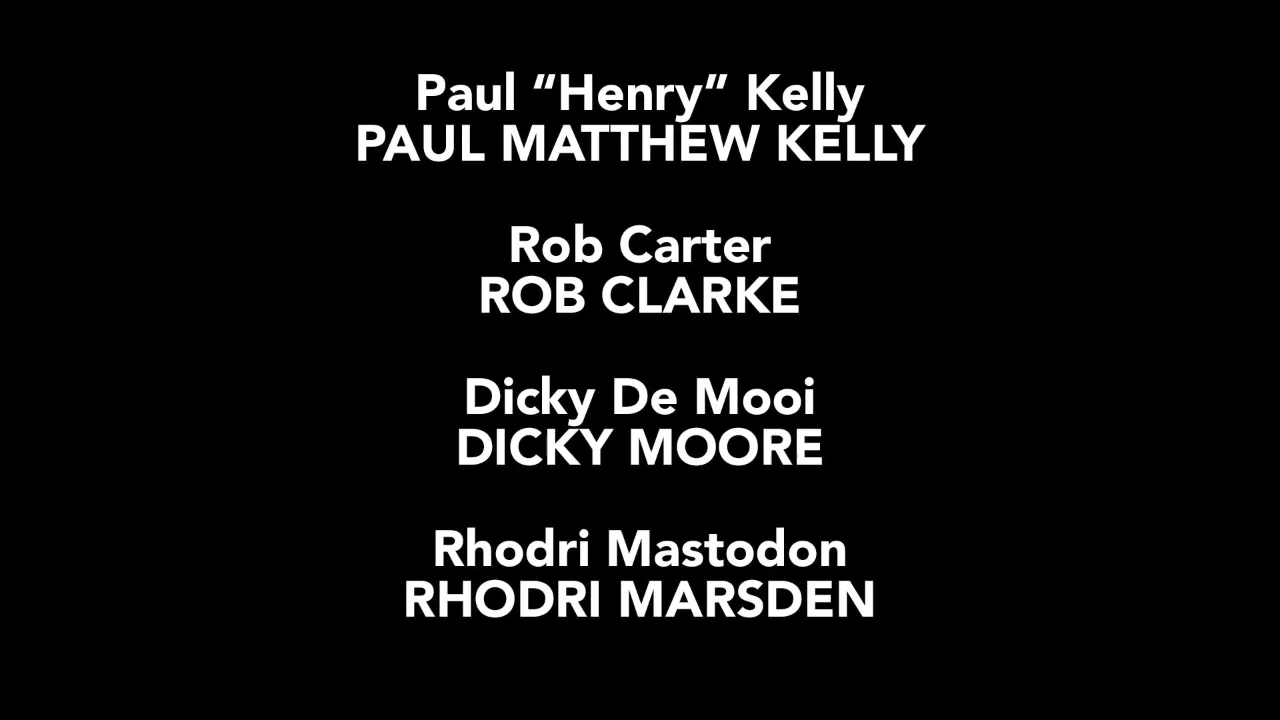 Paul “Henry” Kelly
PAUL MATTHEW KELLY
Rob Carter
ROB CLARKE
Dicky De Mooi
DICKY MOORE
Rhodri Mastodon
RHODRI MARSDEN